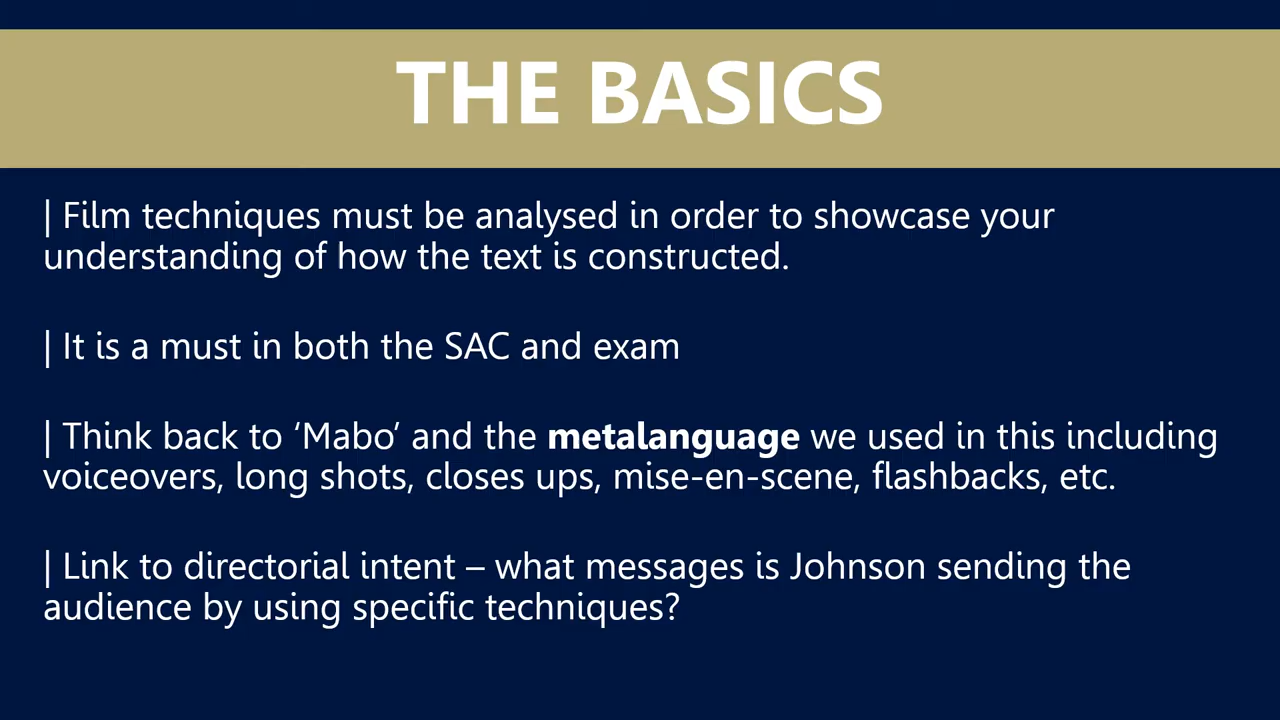 THE BASICS
| Film techniques must be analysed in order to showcase your
understanding of how the text is constructed.
| It is a must in both the SAC and exam
| Think back to ‘Mabo’ and the metalanguage we used in this including
voiceovers, long shots, closes ups, mise-en-scene, flashbacks, etc.
| Link to directorial intent – what messages is Johnson sending the
audience by using specific techniques?